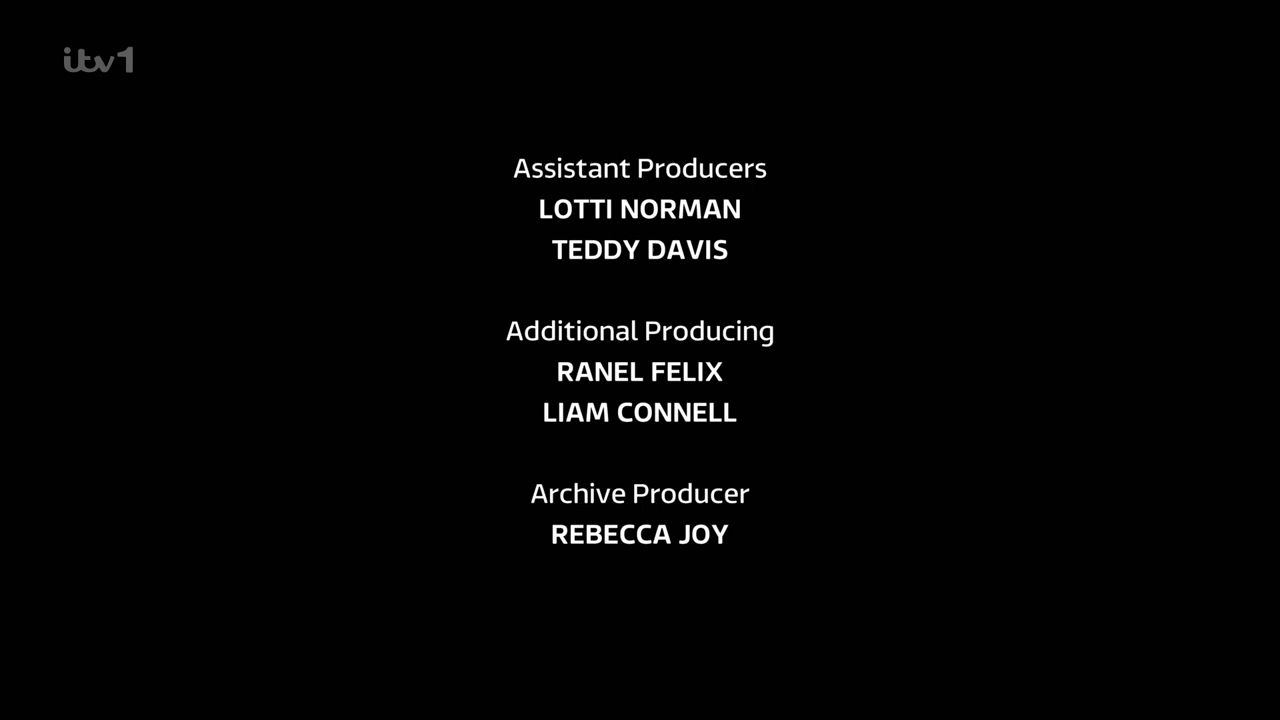 itv1
Assistant Producers
LOTTI NORMAN
TEDDY DAVIS
Additional Producing
RANEL FELIX
LIAM CONNELL
Archive Producer
REBECCA JOY